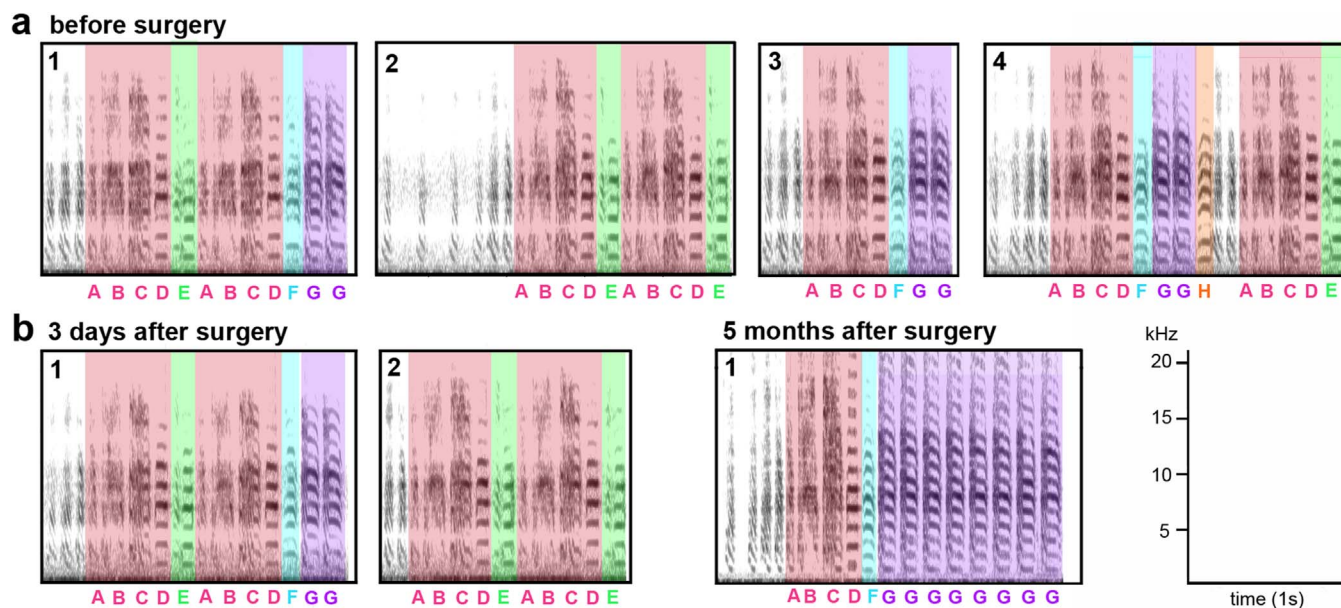 a before surgery
1 2 3 4
A B C D E A B C D F G G
A B C D E A B C D E
A B C D F G G
A B C D F G G H A B C D E
b 3 days after surgery
1 2
A B C D E A B C D F G G
A B C D E A B C D E
5 months after surgery
1
A B C D F G G G G G G G G
kHz
20
15
10
5
time (1s)